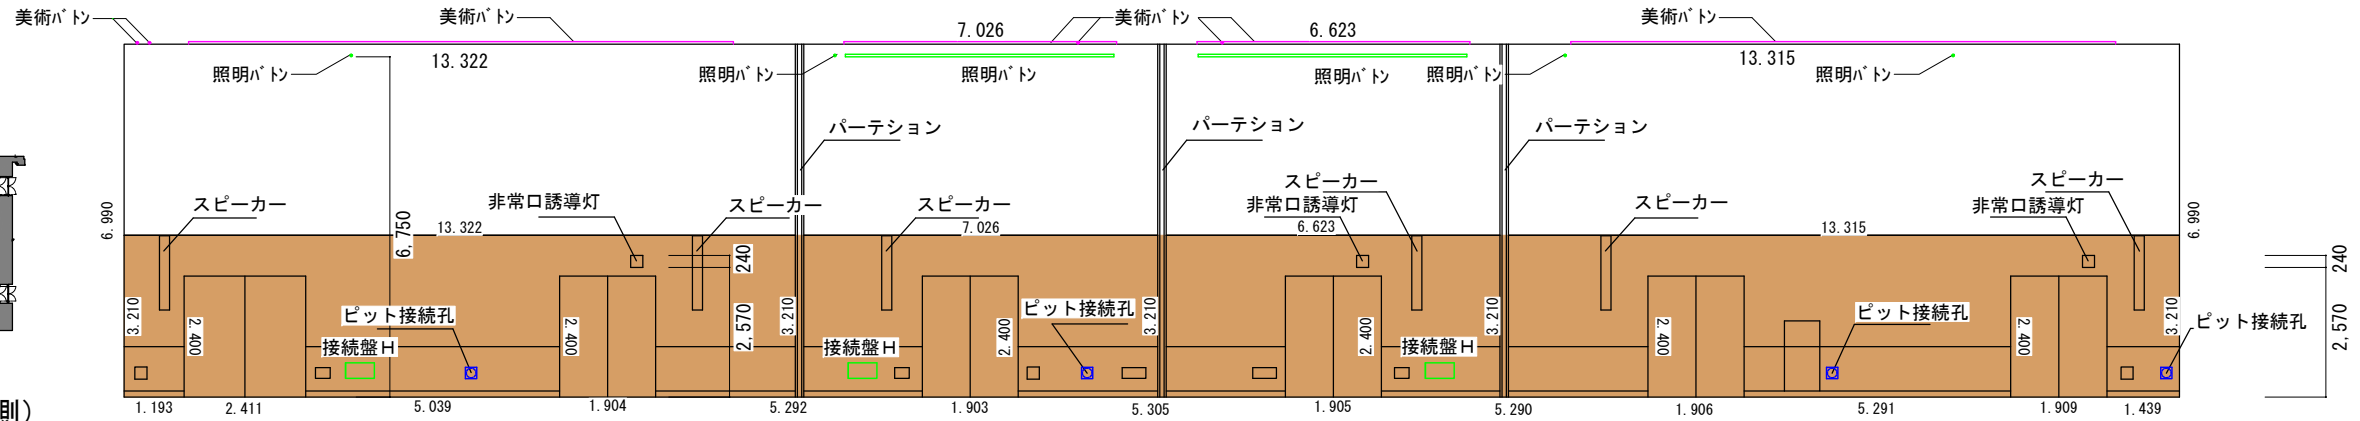 美術バトン
美術バトン
7.026
美術バトン
6.623
美術バトン
照明バトン
13.322
照明バトン
照明バトン
照明バトン
照明バトン
13.315
照明バトン
パーテション
パーテション
パーテション
スピーカー
非常口誘導灯
スピーカー
スピーカー
スピーカー
非常口誘導灯
スピーカー
スピーカー
非常口誘導灯
6.990
13.322
6,750
7.026
6.623
13.315
6.990
240
240
3.210
2.400
ピット接続孔
2.400
2,570
3.210
ピット接続孔
2.400
3.210
2.400
3.210
2.400
ピット接続孔
2.400
3.210
ピット接続孔
2,570
接続盤H
接続盤H
接続盤H
1.193
2.411
5.039
1.904
5.292
1.903
5.305
1.905
5.290
1.906
5.291
1.909
1.439